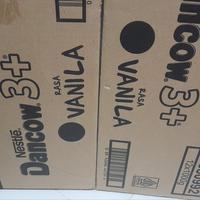 Nestlé
Dancow 3+
RASA
VANILA
Dancow 3+
RASA
VANILA